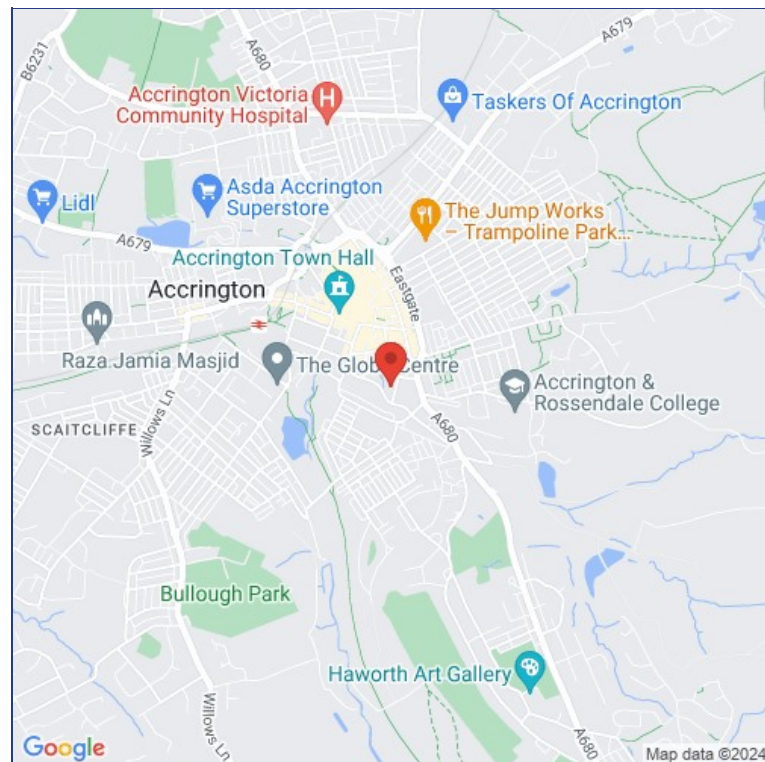 B6231
A680
A679
Accrington Victoria
Community Hospital
H
Taskers Of Accrington
Lidl
Asda Accrington
Superstore
The Jump Works
– Trampoline Park...
A679
Accrington Town Hall
Eastgate
Accrington
Raza Jamia Masjid
The Globe Centre
Accrington &
Rossendale College
A680
SCAITCLIFFE
Willows Ln
Bullough Park
Haworth Art Gallery
Willows Ln
A680
Google
Map data ©2024